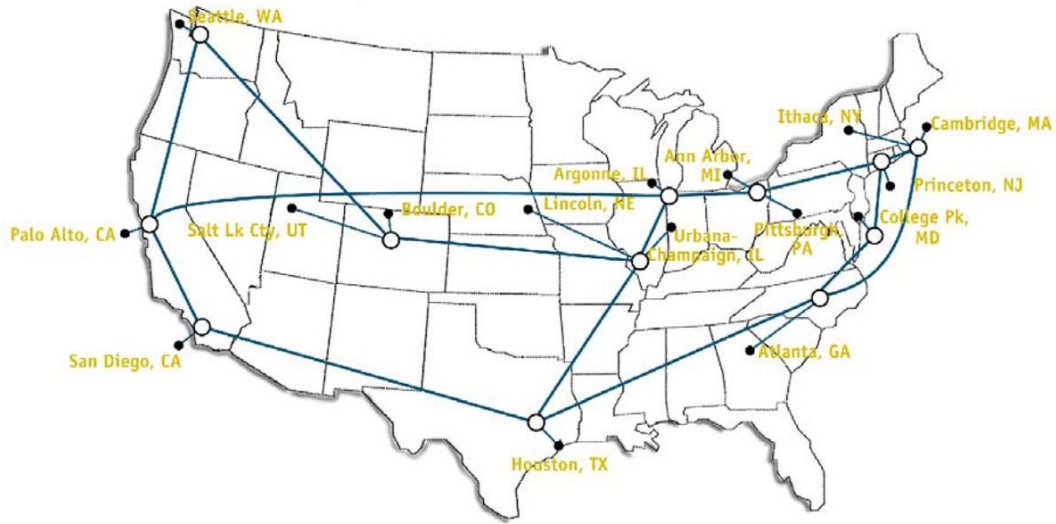 Seattle, WA
Ithaca, NY
Cambridge, MA
Ann Arbor,
MI
Argonne, IL
Princeton, NJ
Lincoln, NE
Boulder, CO
College Pk,
MD
Salt Lk Cty, UT
Palo Alto, CA
Urbana-
Champaign, IL
Pittsburgh,
PA
San Diego, CA
Atlanta, GA
Houston, TX